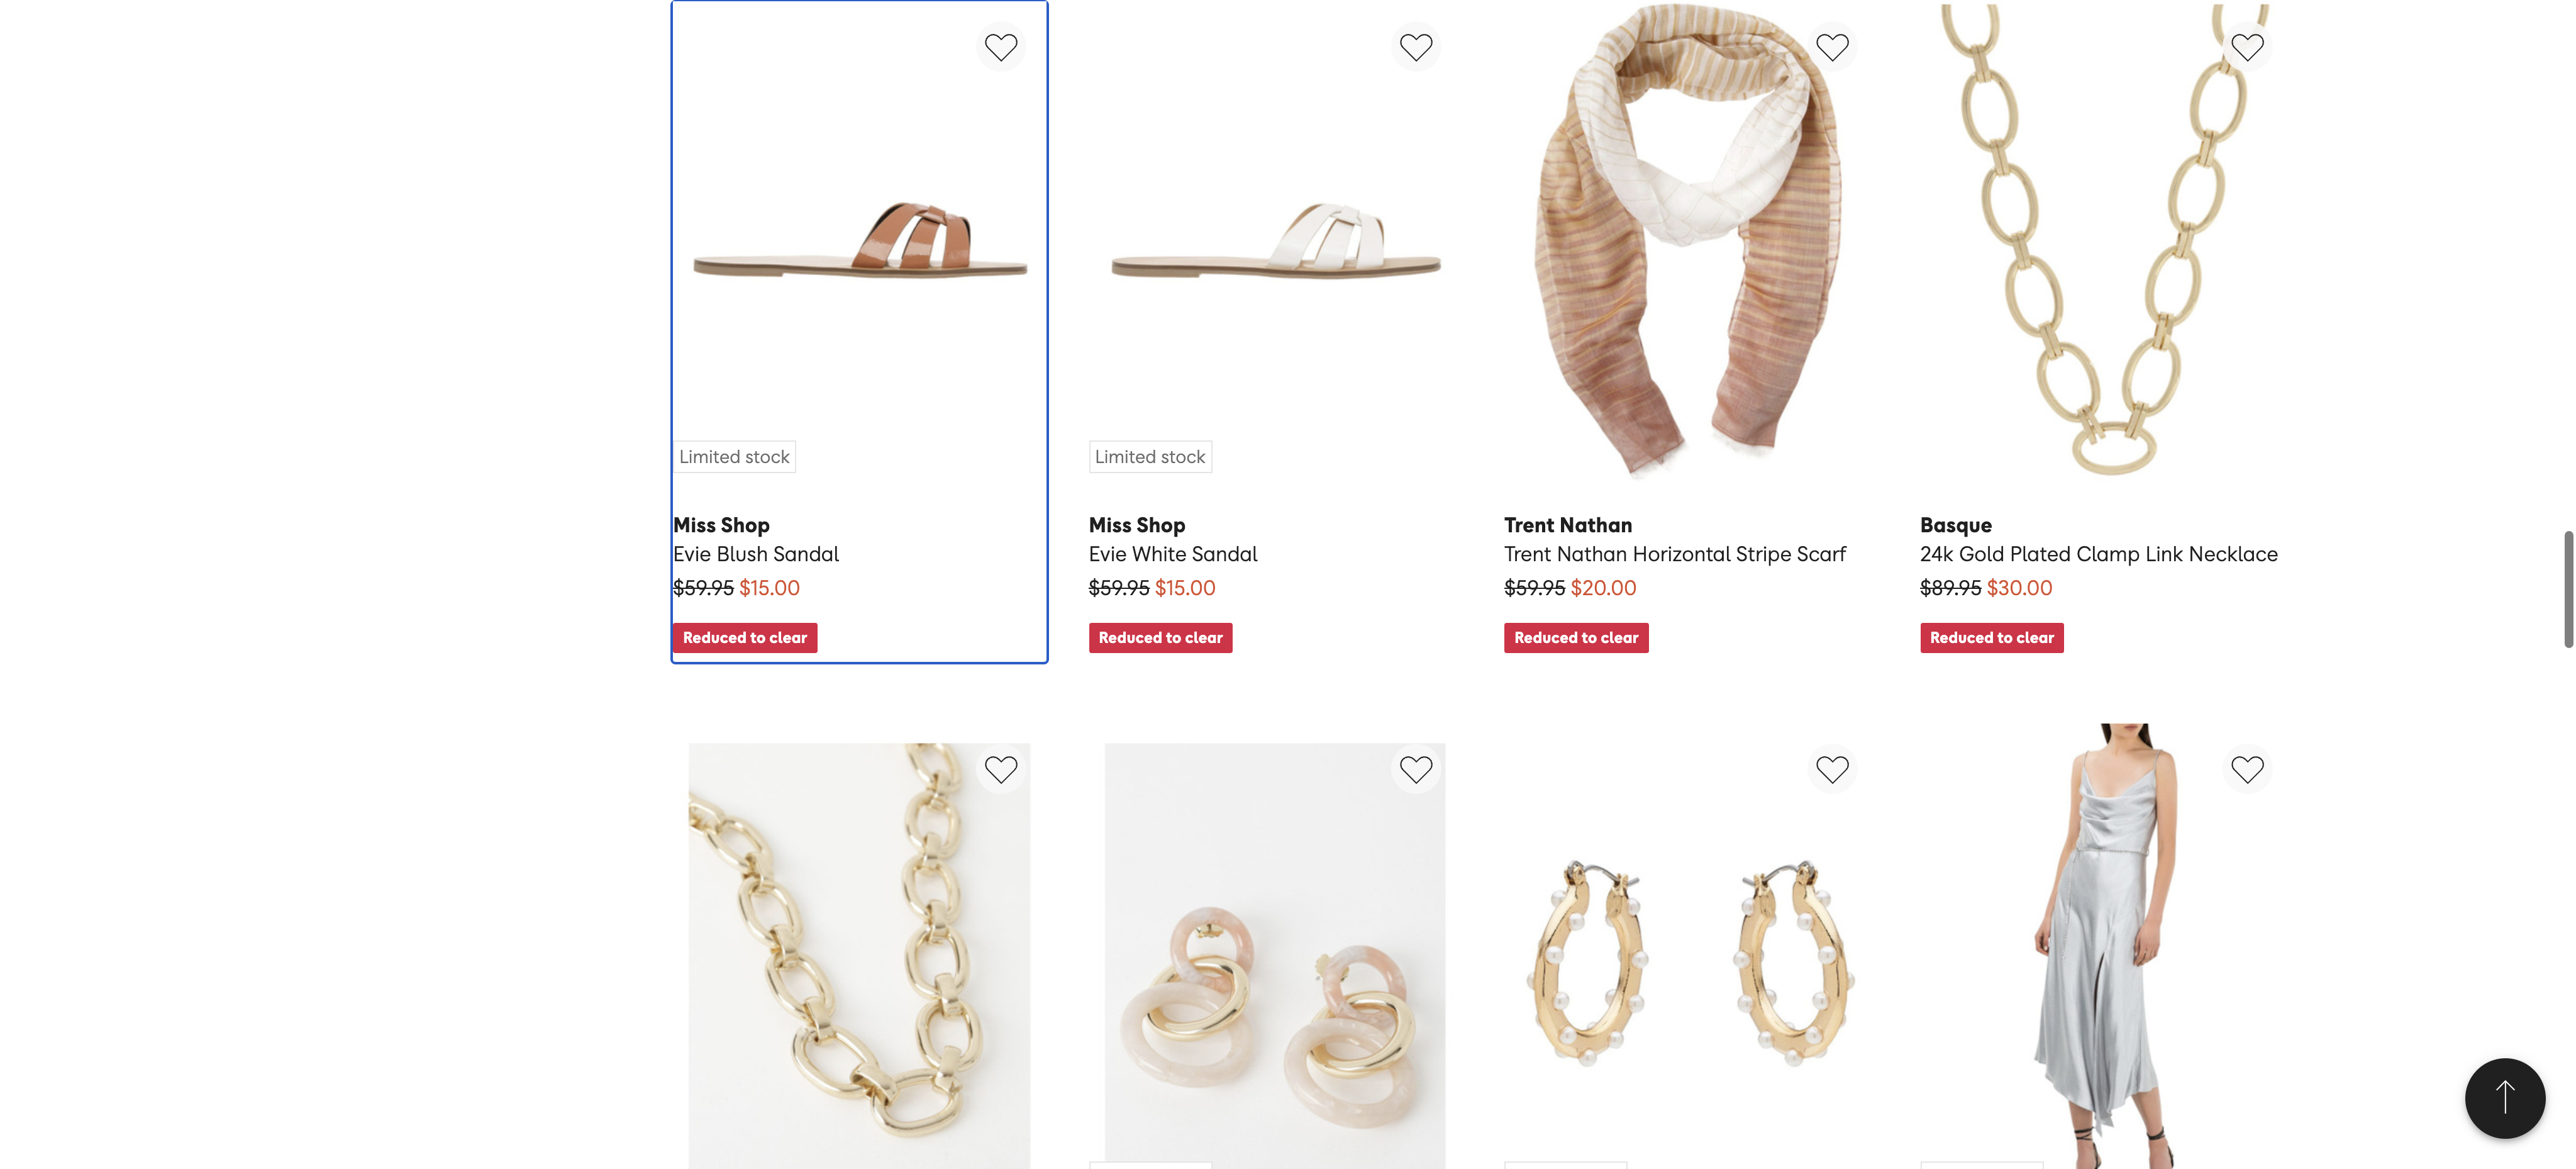 Limited stock
Miss Shop
Evie Blush Sandal
$59.95 $15.00
Reduced to clear
Limited stock
Miss Shop
Evie White Sandal
$59.95 $15.00
Reduced to clear
Trent Nathan
Trent Nathan Horizontal Stripe Scarf
$59.95 $20.00
Reduced to clear
Basque
24k Gold Plated Clamp Link Necklace
$89.95 $30.00
Reduced to clear